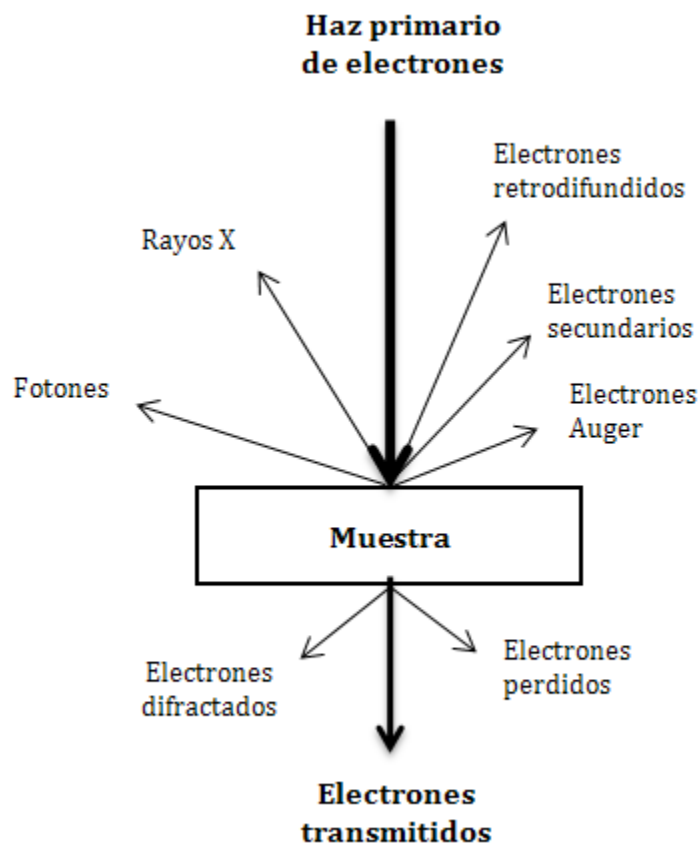 Haz primario
de electrones
Electrones
retrodifundidos
Rayos X
Electrones
secundarios
Fotones
Electrones
Auger
Muestra
Electrones
difractados
Electrones
perdidos
Electrones
transmitidos